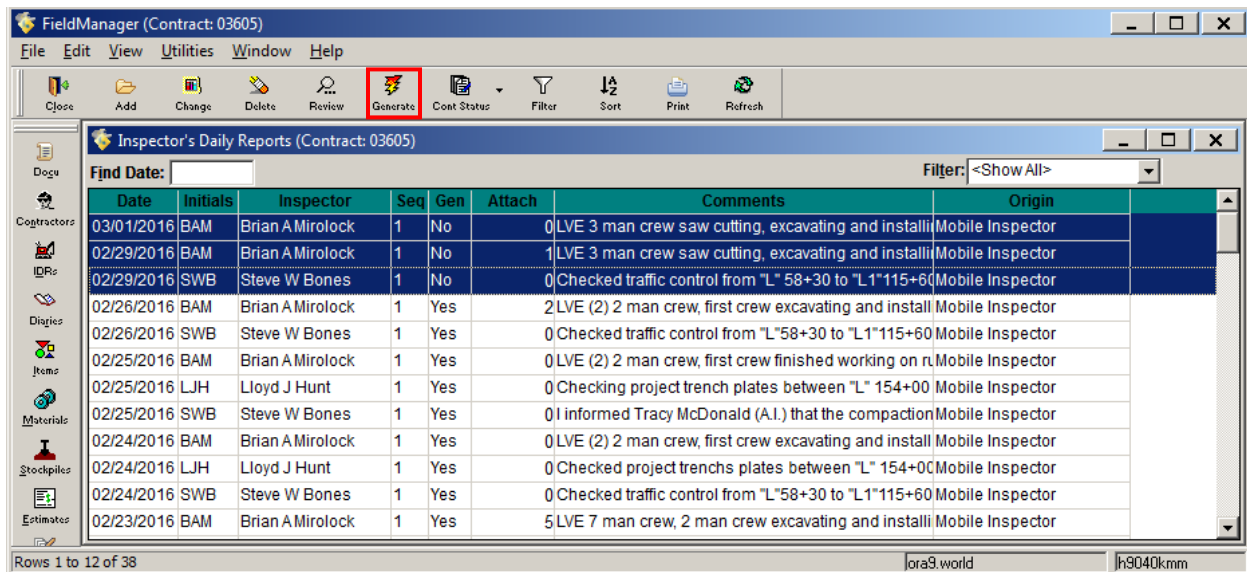 FieldManager (Contract: 03605)
File Edit View Utilities Window Help
Close Add Change Delete Review Generate Cont Status Filter Sort Print Refresh
Inspector's Daily Reports (Contract: 03605)
Find Date: Filter: <Show All>
Date Initials Inspector Seq Gen Attach Comments Origin
03/01/2016 BAM Brian A Mirolock 1 No 0 LVE 3 man crew saw cutting, excavating and installi Mobile Inspector
02/29/2016 BAM Brian A Mirolock 1 No 1 LVE 3 man crew saw cutting, excavating and installi Mobile Inspector
02/29/2016 SWB Steve W Bones 1 No 0 Checked traffic control from "L" 58+30 to "L1"115+60 Mobile Inspector
02/26/2016 BAM Brian A Mirolock 1 Yes 2 LVE (2) 2 man crew, first crew excavating and install Mobile Inspector
02/26/2016 SWB Steve W Bones 1 Yes 0 Checked traffic control from "L"58+30 to "L1"115+60 Mobile Inspector
02/25/2016 BAM Brian A Mirolock 1 Yes 0 LVE (2) 2 man crew, first crew finished working on ru Mobile Inspector
02/25/2016 LJH Lloyd J Hunt 1 Yes 0 Checking project trench plates between "L" 154+00 Mobile Inspector
02/25/2016 SWB Steve W Bones 1 Yes 0 I informed Tracy McDonald (A.I.) that the compaction Mobile Inspector
02/24/2016 BAM Brian A Mirolock 1 Yes 0 LVE (2) 2 man crew, first crew excavating and install Mobile Inspector
02/24/2016 LJH Lloyd J Hunt 1 Yes 0 Checked project trenchs plates between "L" 154+00 Mobile Inspector
02/24/2016 SWB Steve W Bones 1 Yes 0 Checked traffic control from "L"58+30 to "L1"115+60 Mobile Inspector
02/23/2016 BAM Brian A Mirolock 1 Yes 5 LVE 7 man crew, 2 man crew excavating and installi Mobile Inspector
Docu
Contractors
IDRs
Diaries
Items
Materials
Stockpiles
Estimates
Rows 1 to 12 of 38 ora9.world h9040kmm